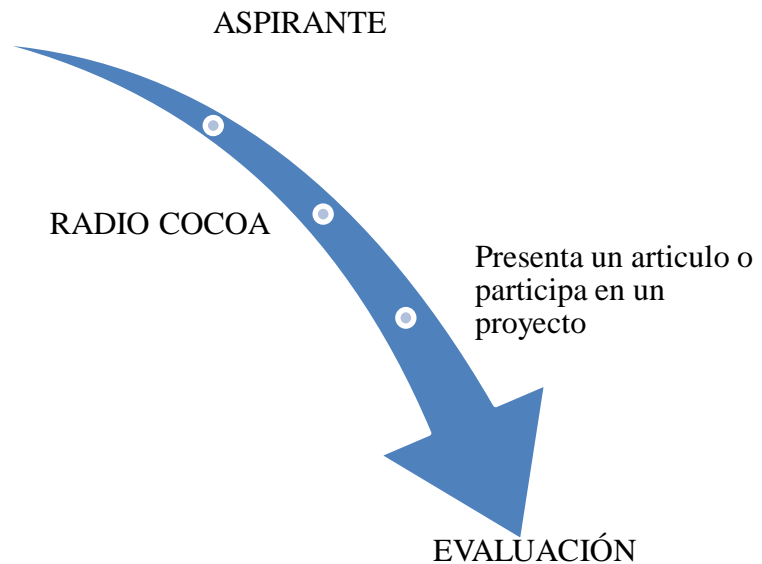 ASPIRANTE
RADIO COCOA
Presenta un articulo o
participa en un
proyecto
EVALUACIÓN